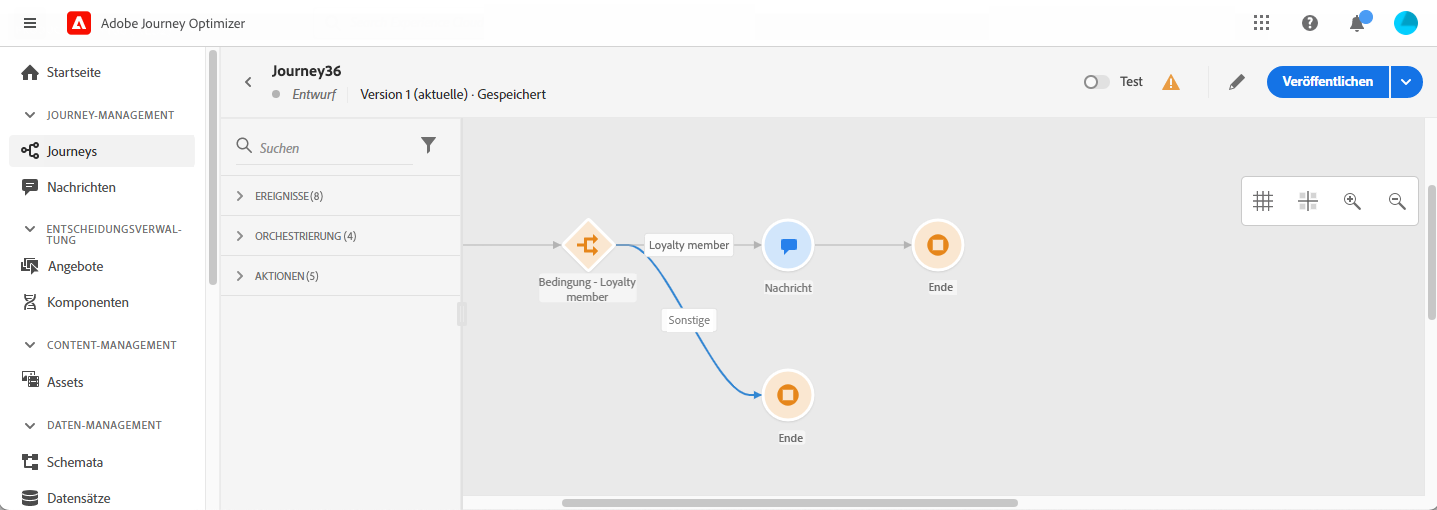 Adobe Journey Optimizer
Startseite
JOURNEY-MANAGEMENT
Journeys
Nachrichten
ENTSCHEIDUNGSVERWAL-
TUNG
Angebote
Komponenten
CONTENT-MANAGEMENT
Assets
DATEN-MANAGEMENT
Schemata
Datensätze
Journey36
Entwurf
Version 1 (aktuelle) · Gespeichert
Test
Veröffentlichen
Suchen
EREIGNISSE (8)
ORCHESTRIERUNG (4)
AKTIONEN (5)
Bedingung - Loyalty
member
Loyalty member
Nachricht
Ende
Sonstige
Ende